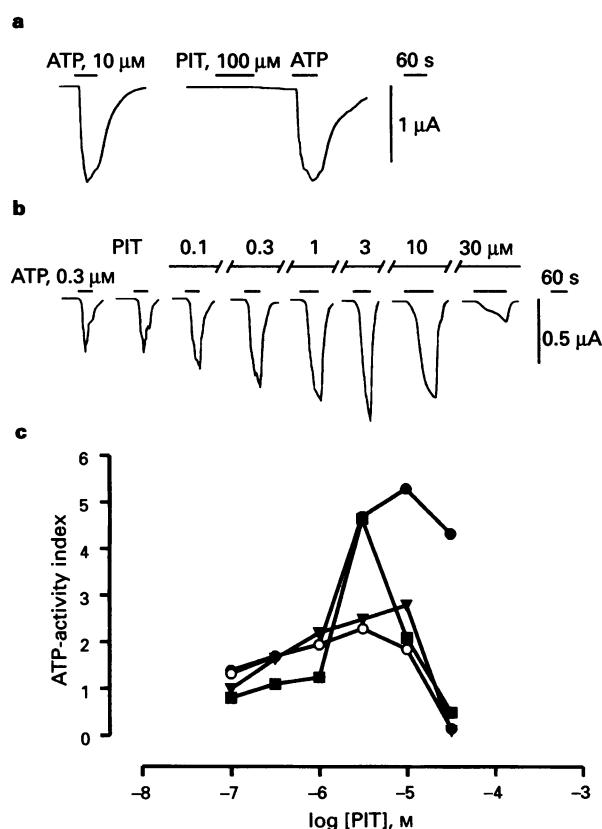 a
ATP, 10 µM PIT, 100 µM ATP 60 s
1 µA
b
PIT 0.1 0.3 1 3 10 30 µM
ATP, 0.3 µM 60 s
0.5 µA
c
6
5
4
3
2
1
0
ATP-activity index
–8 –7 –6 –5 –4 –3
log [PIT], M